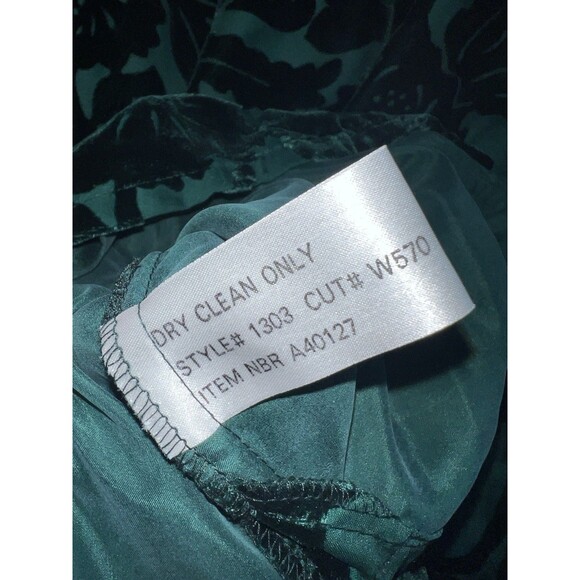 DRY CLEAN ONLY
STYLE# 1303 CUT# W570
ITEM NBR A40127